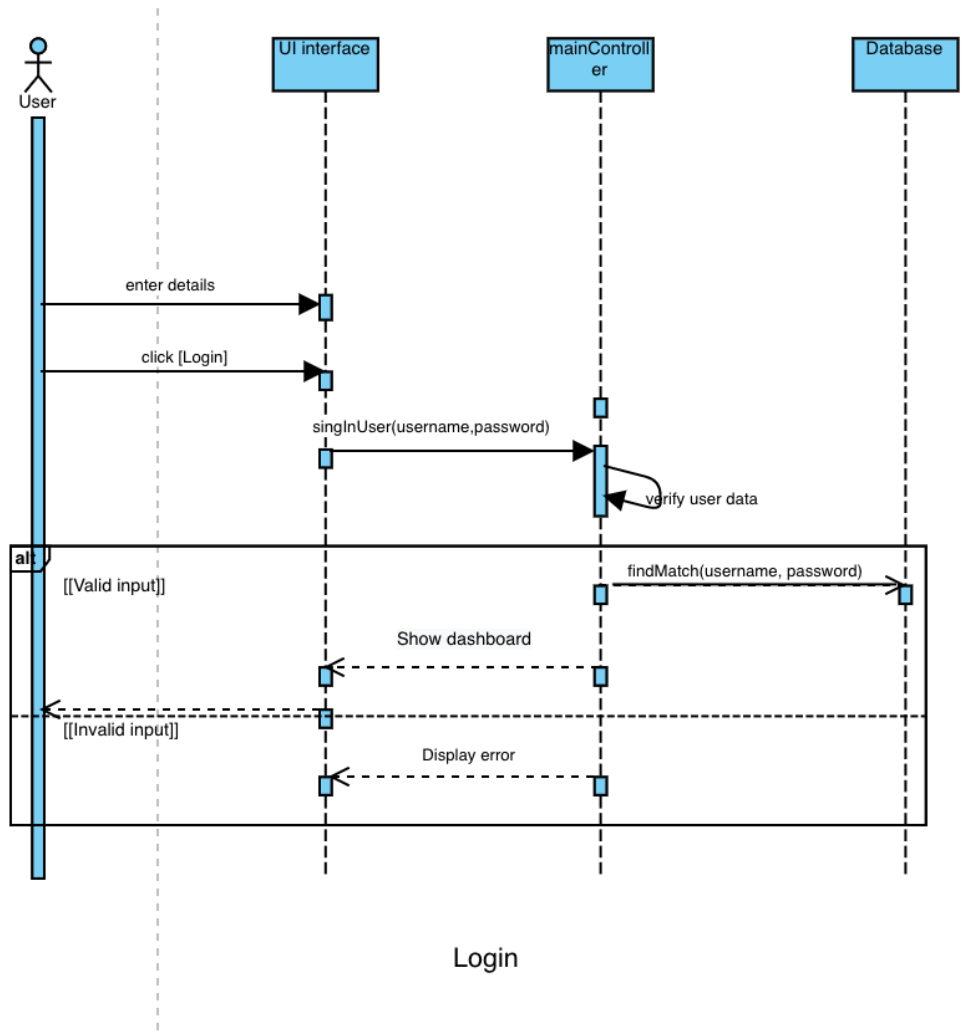 User
UI interface
mainControll
er
Database
enter details
click [Login]
singInUser(username,password)
verify user data
alt
[[Valid input]]
findMatch(username, password)
Show dashboard
[[Invalid input]]
Display error
Login